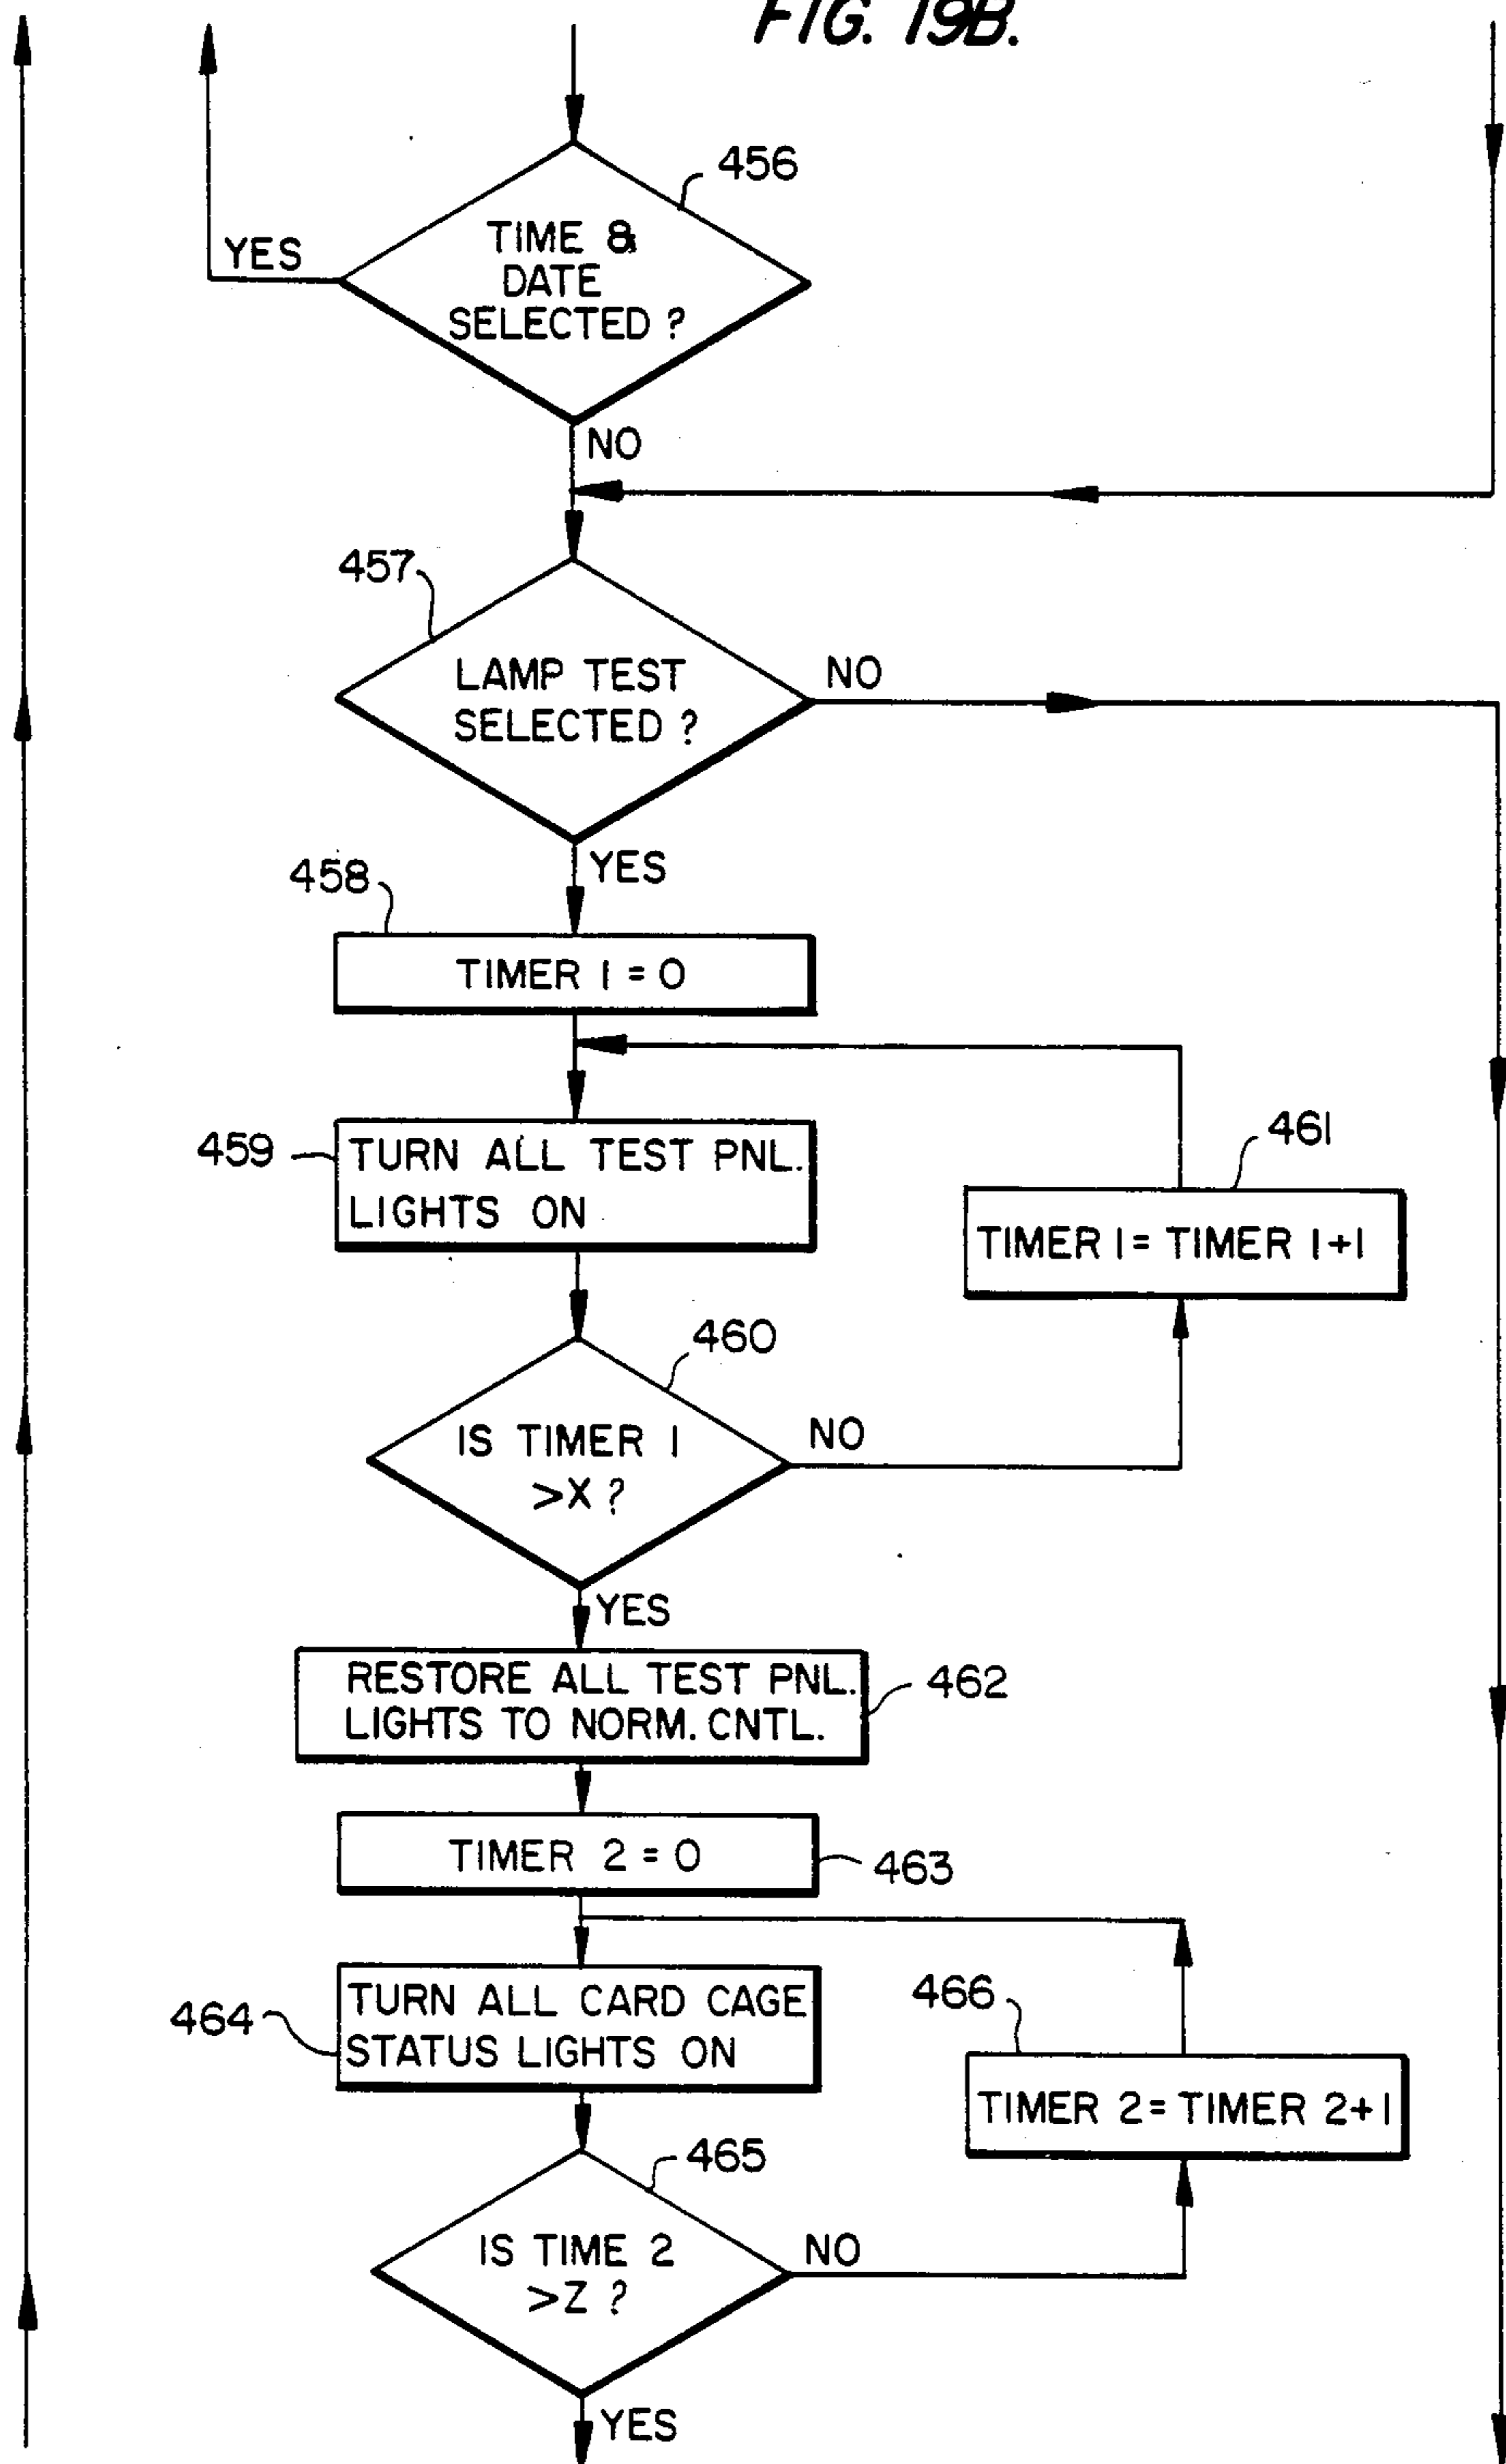 FIG. 19B.
456
TIME &
DATE
SELECTED ?
YES
NO
457
LAMP TEST
SELECTED ?
NO
YES
458
TIMER 1 = 0
459
TURN ALL TEST PNL.
LIGHTS ON
461
TIMER 1 = TIMER 1+1
460
IS TIMER 1
>X ?
NO
YES
RESTORE ALL TEST PNL.
LIGHTS TO NORM. CNTL.
462
TIMER 2 = 0
463
464
TURN ALL CARD CAGE
STATUS LIGHTS ON
466
TIMER 2 = TIMER 2+1
465
IS TIME 2
>Z ?
NO
YES